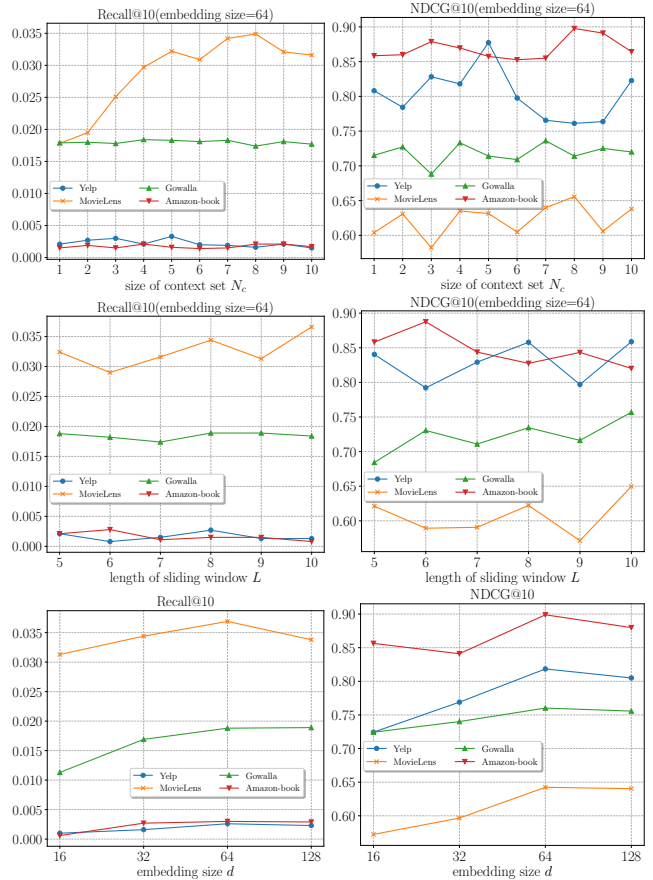 Recall@10(embedding size=64)
0.035
0.030
0.025
0.020
0.015
0.010
0.005
0.000
Yelp
MovieLens
Gowalla
Amazon-book
1 2 3 4 5 6 7 8 9 10
size of context set N_c
NDCG@10(embedding size=64)
0.90
0.85
0.80
0.75
0.70
0.65
0.60
Yelp
MovieLens
Gowalla
Amazon-book
1 2 3 4 5 6 7 8 9 10
size of context set N_c
Recall@10(embedding size=64)
0.035
0.030
0.025
0.020
0.015
0.010
0.005
0.000
Yelp
MovieLens
Gowalla
Amazon-book
5 6 7 8 9 10
length of sliding window L
NDCG@10(embedding size=64)
0.90
0.85
0.80
0.75
0.70
0.65
0.60
Yelp
MovieLens
Gowalla
Amazon-book
5 6 7 8 9 10
length of sliding window L
Recall@10
0.035
0.030
0.025
0.020
0.015
0.010
0.005
0.000
Yelp
MovieLens
Gowalla
Amazon-book
16 32 64 128
embedding size d
NDCG@10
0.90
0.85
0.80
0.75
0.70
0.65
0.60
Yelp
MovieLens
Gowalla
Amazon-book
16 32 64 128
embedding size d